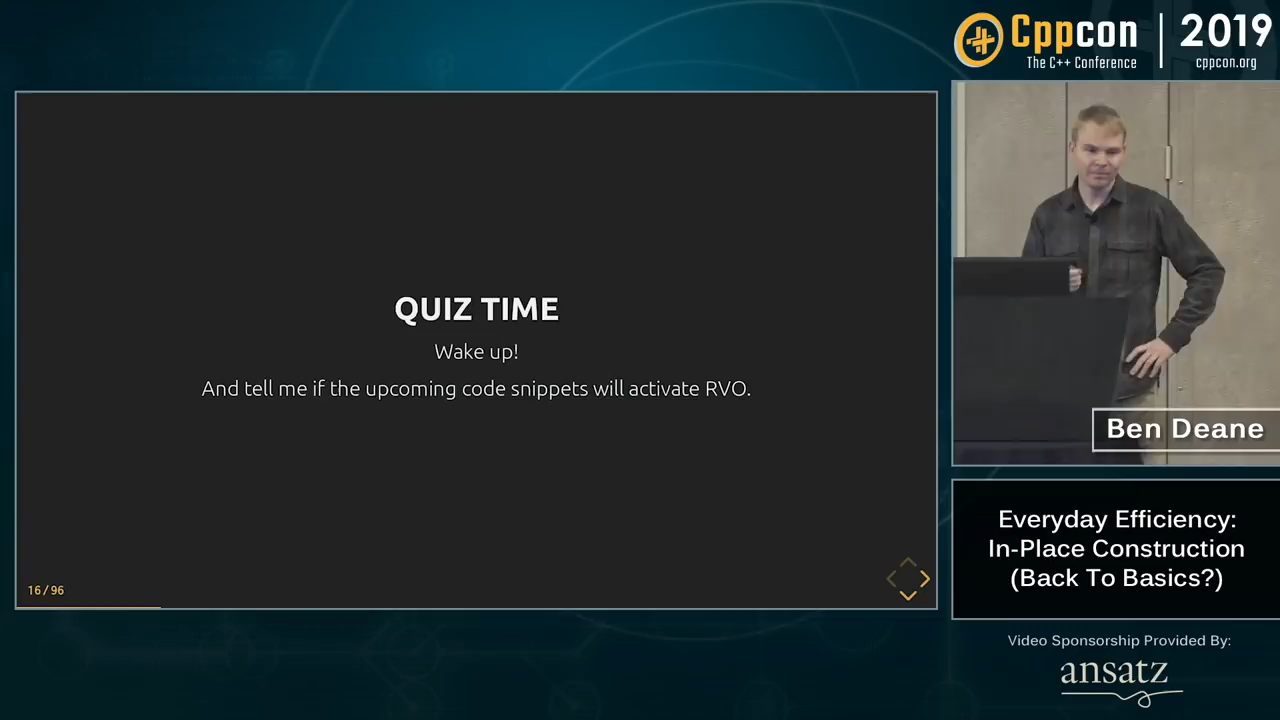 Cppcon | 2019
The C++ Conference
cppcon.org
QUIZ TIME
Wake up!
And tell me if the upcoming code snippets will activate RVO.
16/96
Ben Deane
Everyday Efficiency:
In-Place Construction
(Back To Basics?)
Video Sponsorship Provided By:
ansatz